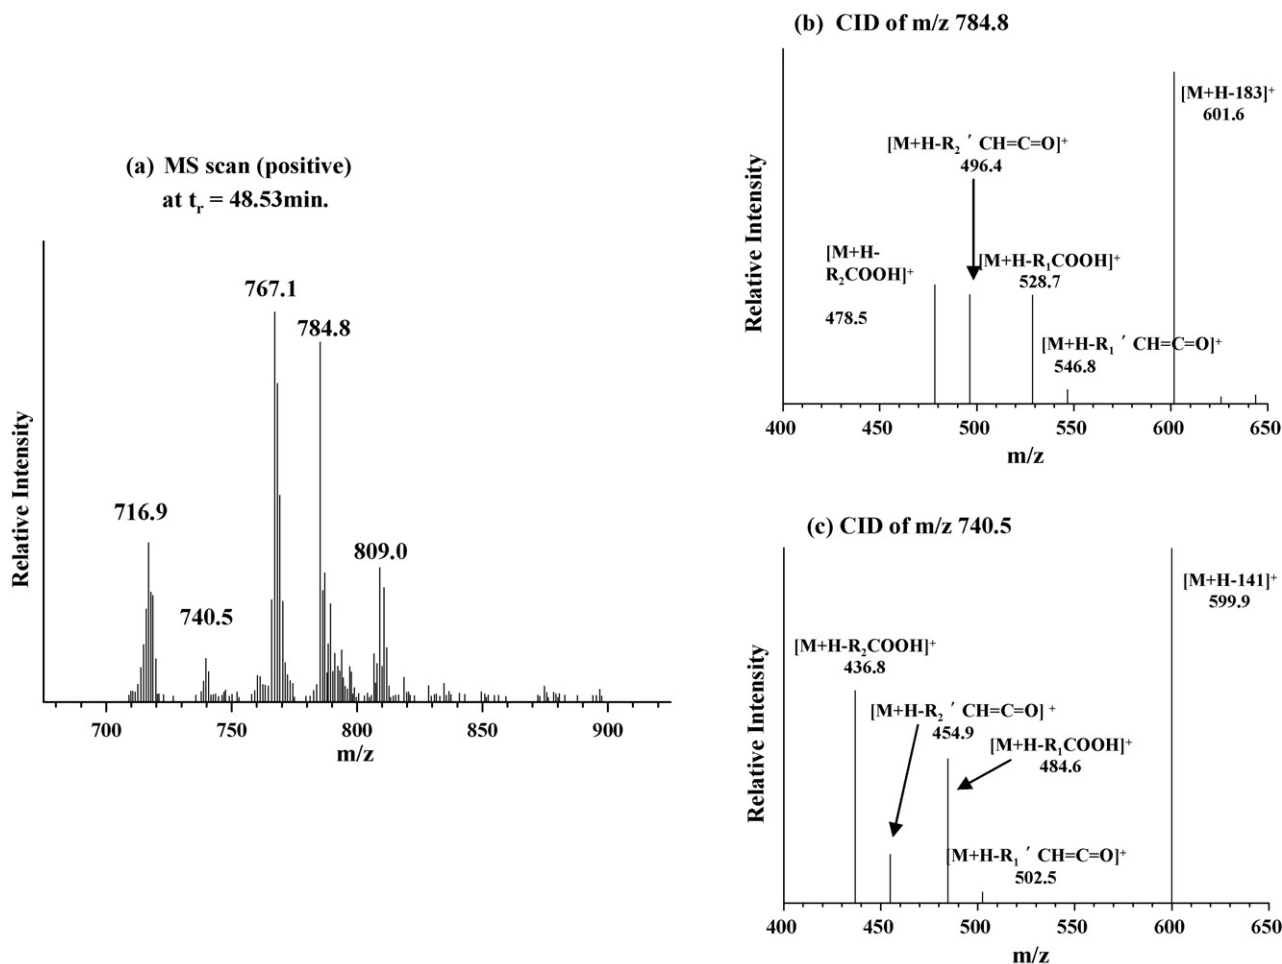 (a) MS scan (positive)
at tr = 48.53min.
Relative Intensity
767.1
784.8
716.9
809.0
740.5
700
750
800
850
900
m/z
(b) CID of m/z 784.8
Relative Intensity
[M+H-183]+
601.6
[M+H-R2 ′ CH=C=O]+
496.4
[M+H-
R2COOH]+
478.5
[M+H-R1COOH]+
528.7
[M+H-R1 ′ CH=C=O]+
546.8
400
450
500
550
600
650
m/z
(c) CID of m/z 740.5
Relative Intensity
[M+H-141]+
599.9
[M+H-R2COOH]+
436.8
[M+H-R2 ′ CH=C=O] +
454.9
[M+H-R1COOH]+
484.6
[M+H-R1 ′ CH=C=O]+
502.5
400
450
500
550
600
650
m/z